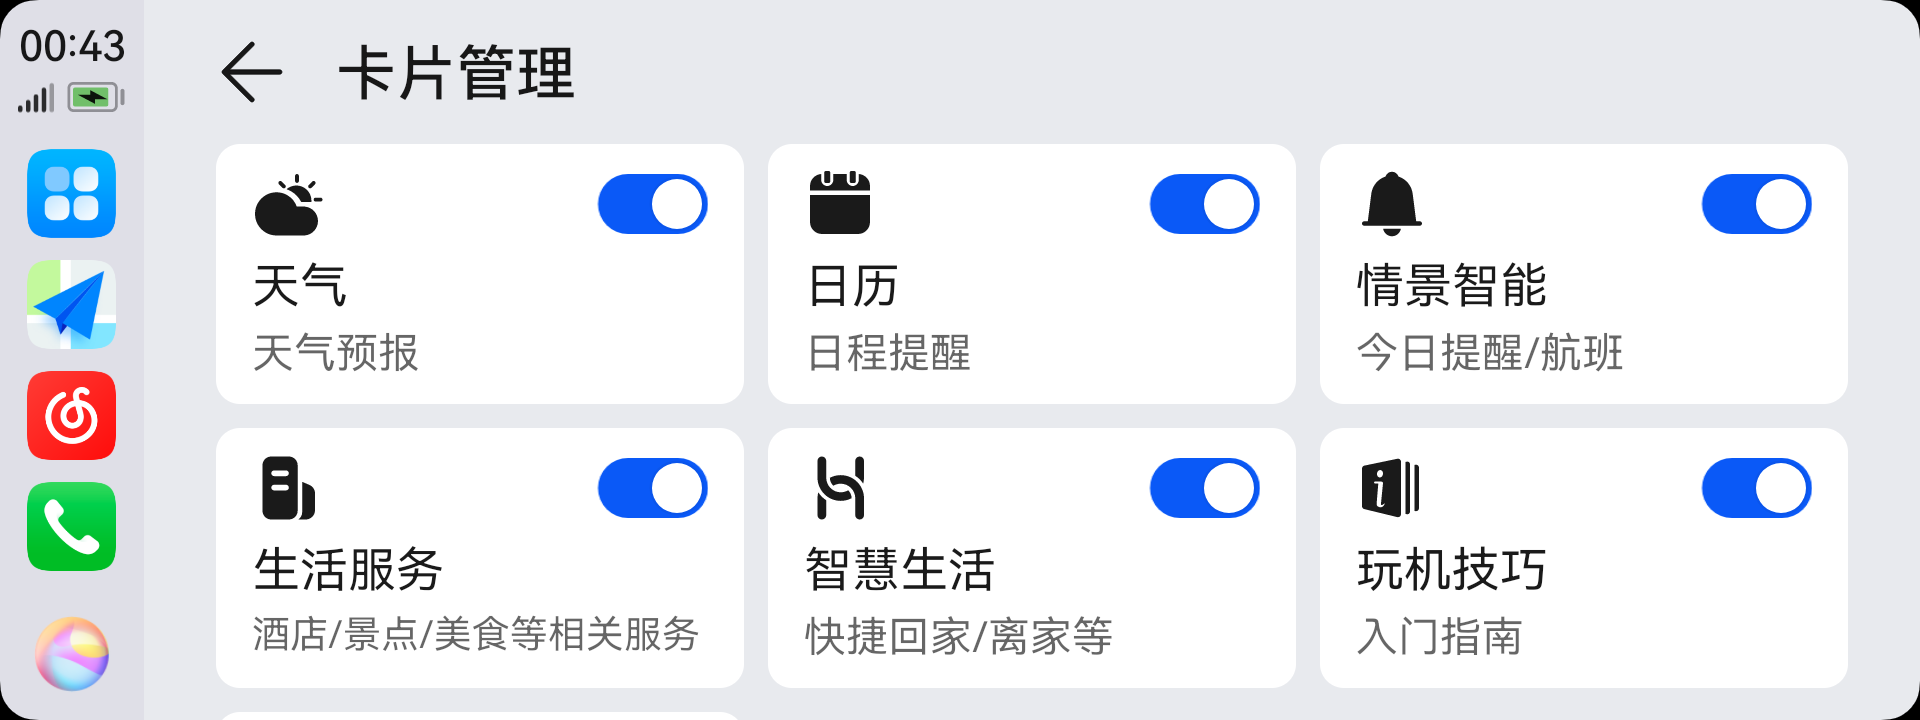 00:43
卡片管理
天气
天气预报
日历
日程提醒
情景智能
今日提醒/航班
生活服务
酒店/景点/美食等相关服务
智慧生活
快捷回家/离家等
玩机技巧
入门指南